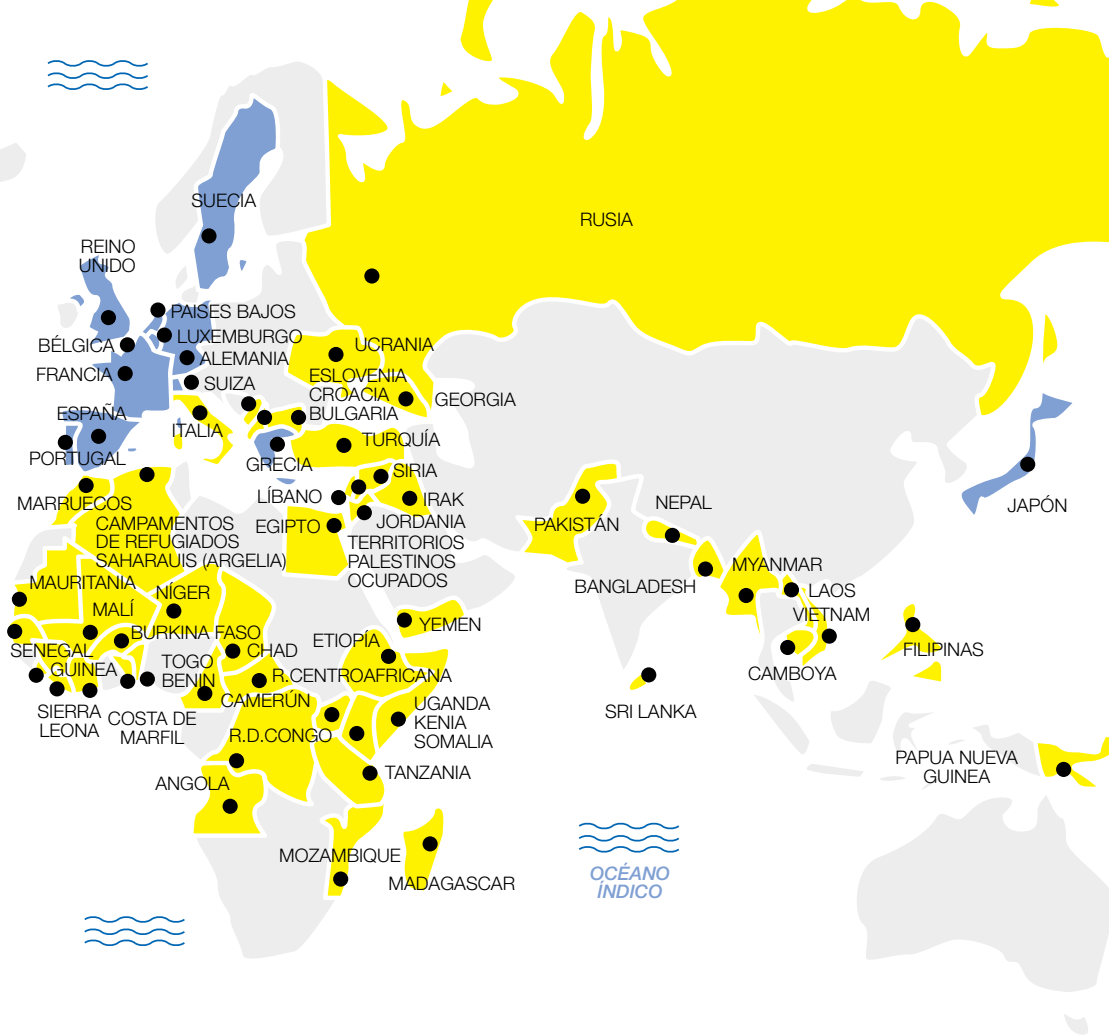 SUECIA
RUSIA
REINO
UNIDO
PAISES BAJOS
LUXEMBURGO
BÉLGICA
ALEMANIA
FRANCIA
SUIZA
UCRANIA
ESLOVENIA
CROACIA
BULGARIA
GEORGIA
ESPAÑA
ITALIA
TURQUÍA
PORTUGAL
GRECIA
SIRIA
MARRUECOS
LÍBANO
IRAK
JORDANIA
EGIPTO
TERRITORIOS
PALESTINOS
OCUPADOS
PAKISTÁN
NEPAL
JAPÓN
CAMPAMENTOS
DE REFUGIADOS
SAHARAUIS (ARGELIA)
MAURITANIA
NÍGER
MALÍ
BANGLADESH
MYANMAR
LAOS
VIETNAM
BURKINA FASO
ETIOPÍA
YEMEN
SENEGAL
GUINEA
TOGO
BENIN
CHAD
R.CENTROAFRICANA
CAMERÚN
CAMBOYA
FILIPINAS
SIERRA
LEONA
COSTA DE
MARFIL
R.D.CONGO
UGANDA
KENIA
SOMALIA
SRI LANKA
TANZANIA
ANGOLA
PAPUA NUEVA
GUINEA
MOZAMBIQUE
MADAGASCAR
OCÉANO
ÍNDICO